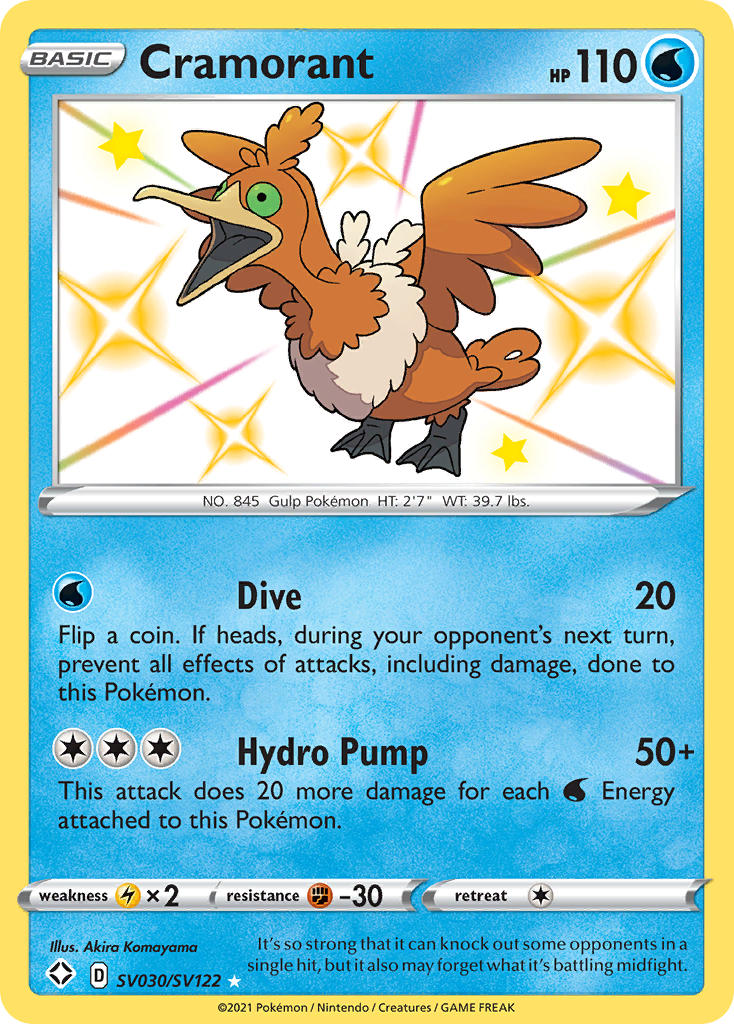 BASIC Cramorant HP 110
NO. 845 Gulp Pokémon HT: 2'7" WT: 39.7 lbs.
Dive 20
Flip a coin. If heads, during your opponent's next turn,
prevent all effects of attacks, including damage, done to
this Pokémon.
Hydro Pump 50+
This attack does 20 more damage for each Energy
attached to this Pokémon.
weakness ×2 resistance -30 retreat
Illus. Akira Komayama
It's so strong that it can knock out some opponents in a
single hit, but it also may forget what it's battling midfight.
D SV030/SV122
©2021 Pokémon / Nintendo / Creatures / GAME FREAK